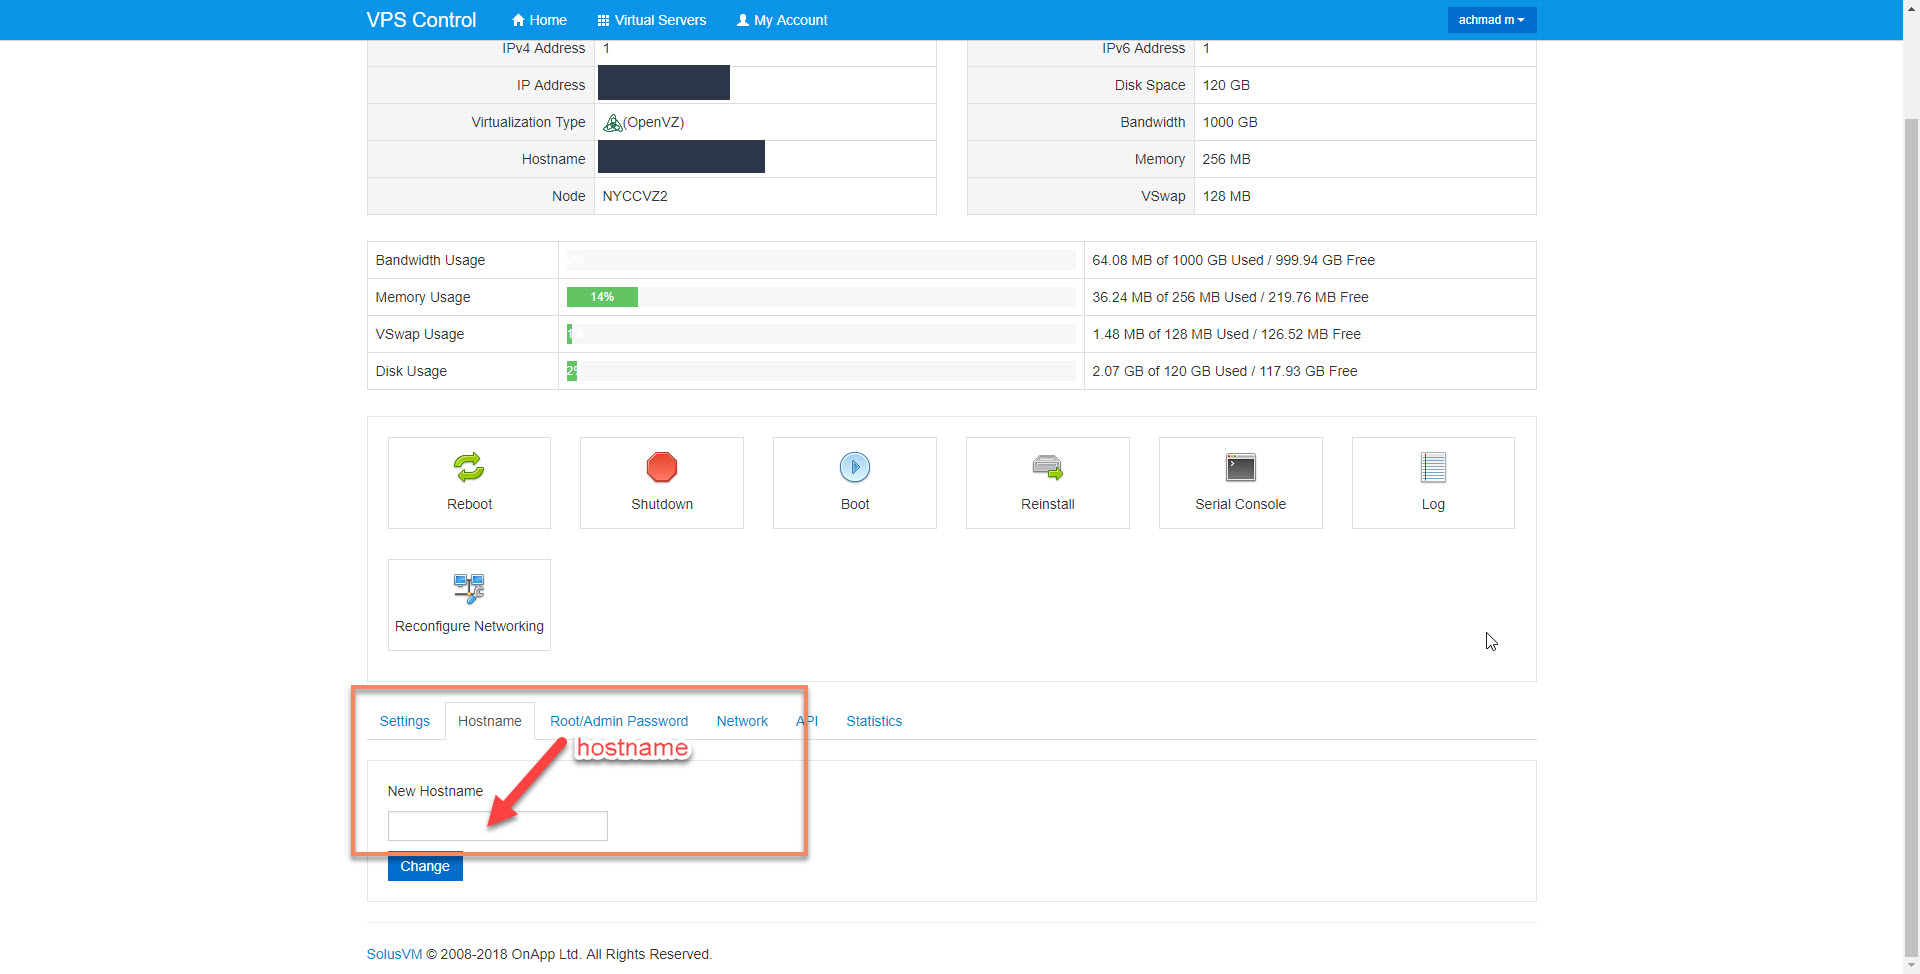 VPS Control Home Virtual Servers My Account achmad m
IPv4 Address 1 IPv6 Address 1
IP Address Disk Space 120 GB
Virtualization Type (OpenVZ) Bandwidth 1000 GB
Hostname Memory 256 MB
Node NYCCVZ2 VSwap 128 MB
Bandwidth Usage 0% 64.08 MB of 1000 GB Used / 999.94 GB Free
Memory Usage 14% 36.24 MB of 256 MB Used / 219.76 MB Free
VSwap Usage 1% 1.48 MB of 128 MB Used / 126.52 MB Free
Disk Usage 2% 2.07 GB of 120 GB Used / 117.93 GB Free
Reboot Shutdown Boot Reinstall Serial Console Log
Reconfigure Networking
Settings Hostname Root/Admin Password Network API Statistics
hostname
New Hostname
Change
SolusVM © 2008-2018 OnApp Ltd. All Rights Reserved.